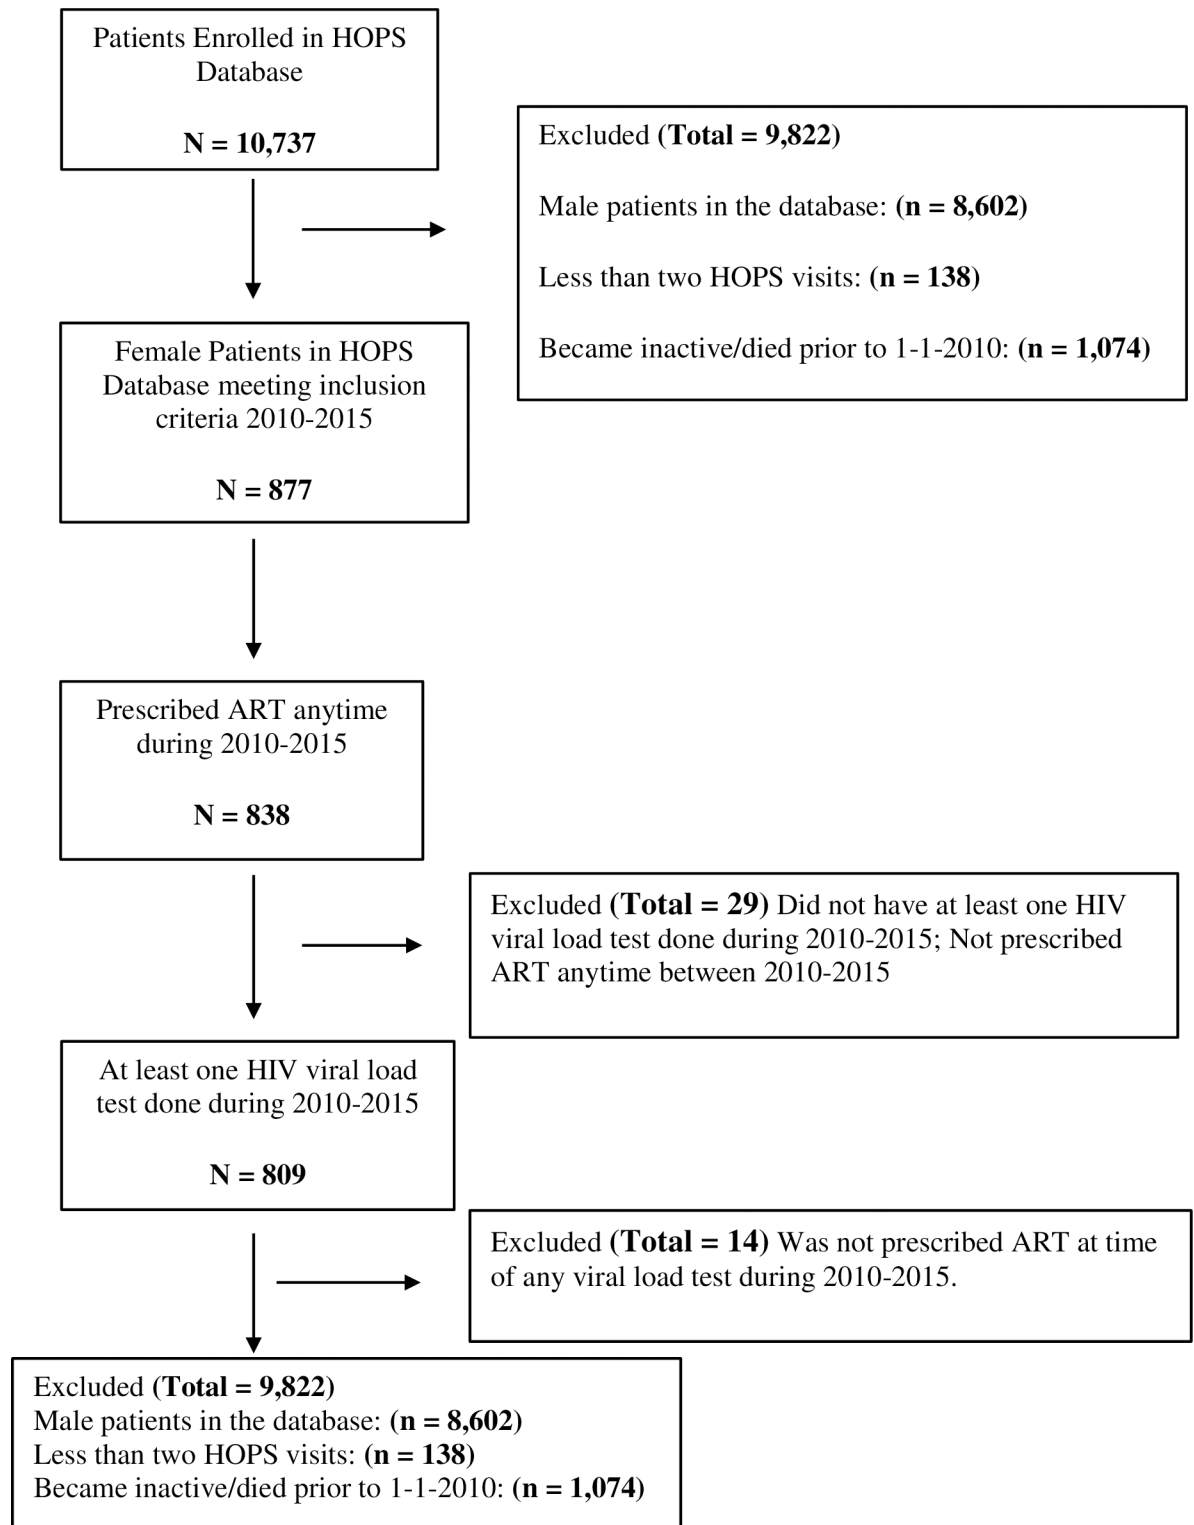 Patients Enrolled in HOPS
Database
N = 10,737
Excluded (Total = 9,822)
Male patients in the database: (n = 8,602)
Less than two HOPS visits: (n = 138)
Became inactive/died prior to 1-1-2010: (n = 1,074)
Female Patients in HOPS
Database meeting inclusion
criteria 2010-2015
N = 877
Prescribed ART anytime
during 2010-2015
N = 838
Excluded (Total = 29) Did not have at least one HIV
viral load test done during 2010-2015; Not prescribed
ART anytime between 2010-2015
At least one HIV viral load
test done during 2010-2015
N = 809
Excluded (Total = 14) Was not prescribed ART at time
of any viral load test during 2010-2015.
Excluded (Total = 9,822)
Male patients in the database: (n = 8,602)
Less than two HOPS visits: (n = 138)
Became inactive/died prior to 1-1-2010: (n = 1,074)